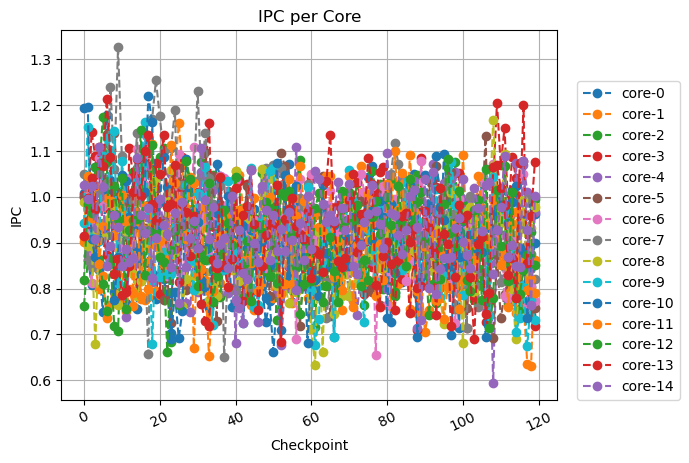 IPC per Core
IPC
1.3
1.2
1.1
1.0
0.9
0.8
0.7
0.6
0
20
40
60
80
100
120
Checkpoint
core-0
core-1
core-2
core-3
core-4
core-5
core-6
core-7
core-8
core-9
core-10
core-11
core-12
core-13
core-14